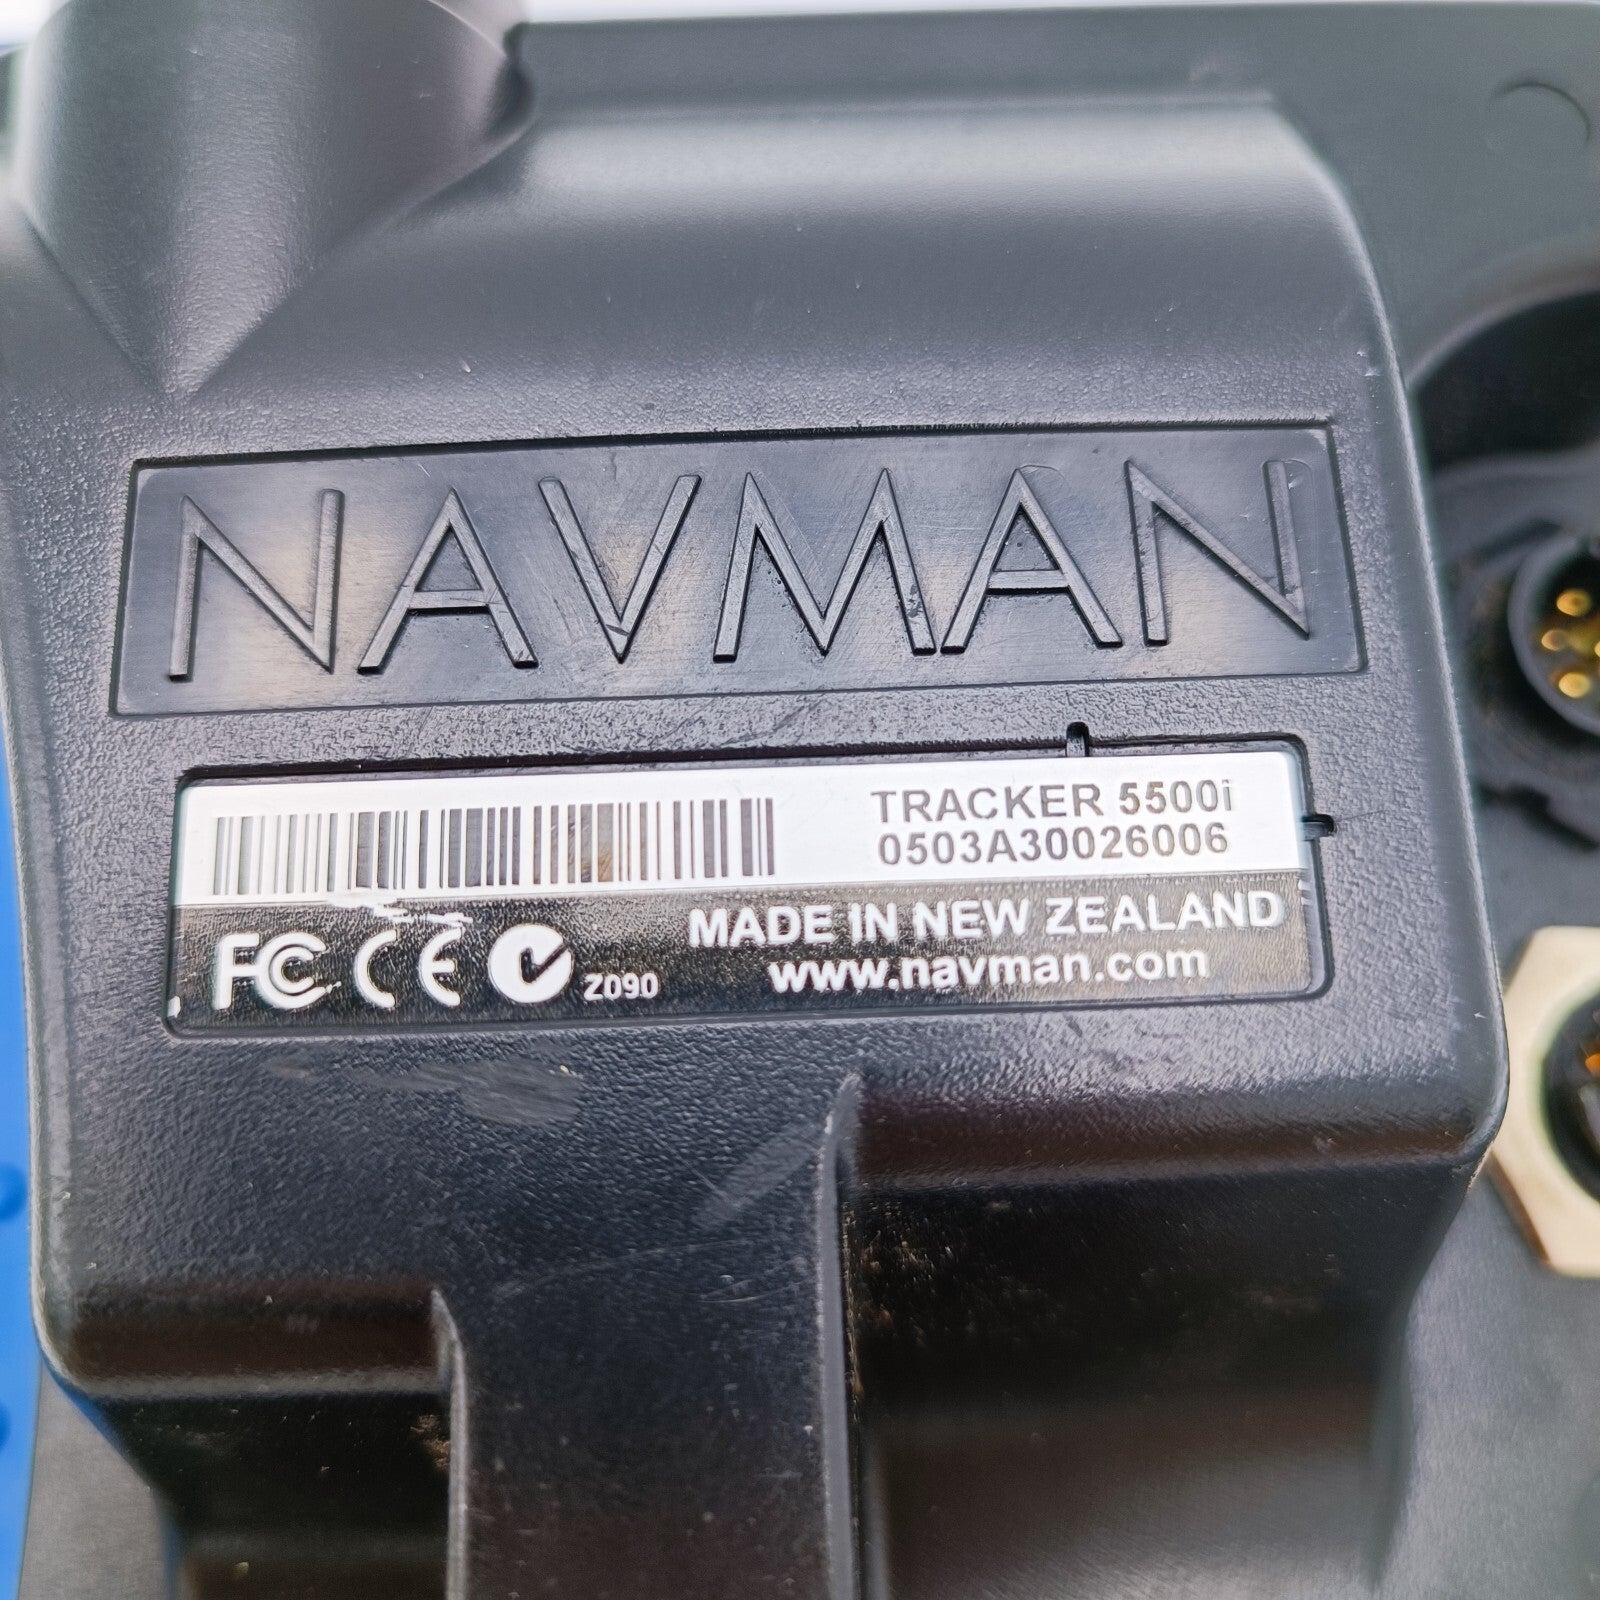 NAVMAN
TRACKER 5500i
0503A30026006
MADE IN NEW ZEALAND
www.navman.com
FC CE Z090